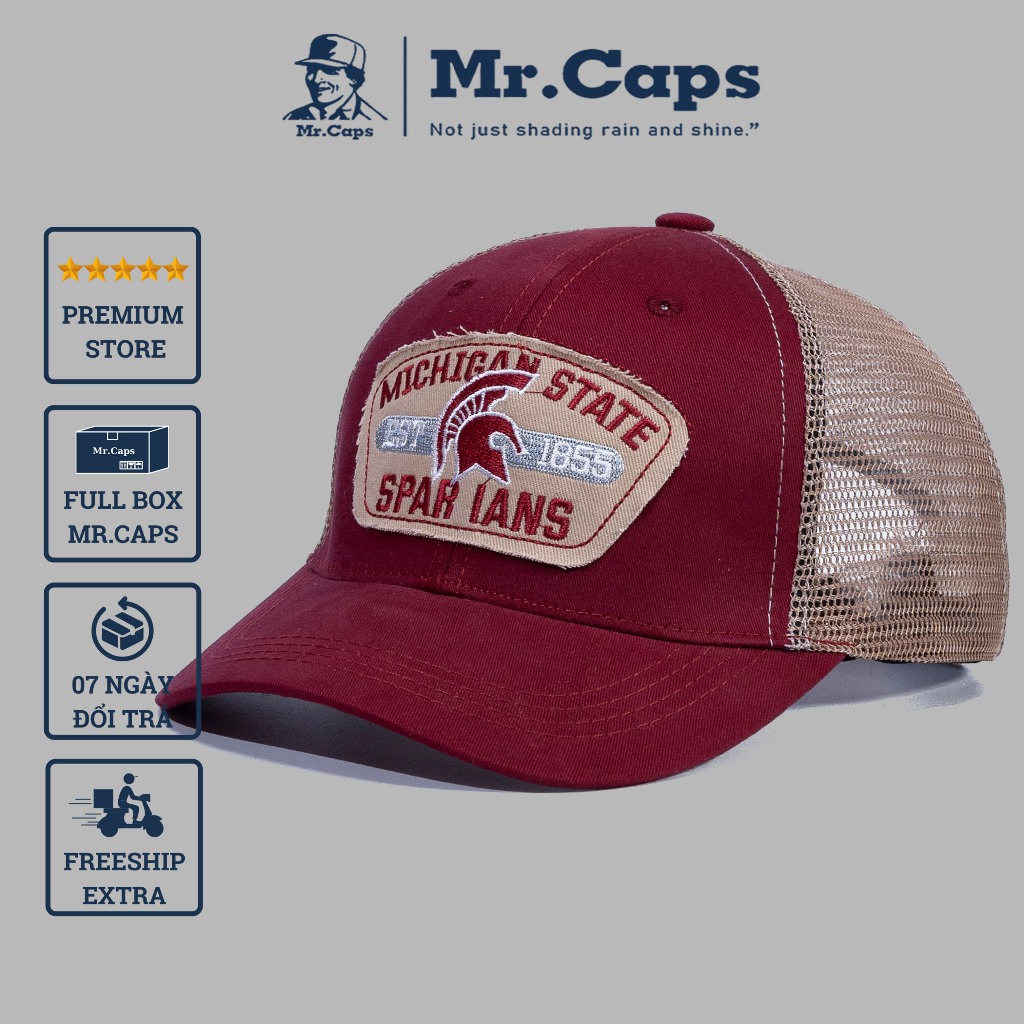 Mr.Caps
Mr.Caps
Not just shading rain and shine.”
PREMIUM
STORE
Mr.Caps
FULL BOX
MR.CAPS
07 NGÀY
ĐỔI TRẢ
FREESHIP
EXTRA
MICHIGAN STATE
EST 1855
SPAR IANS